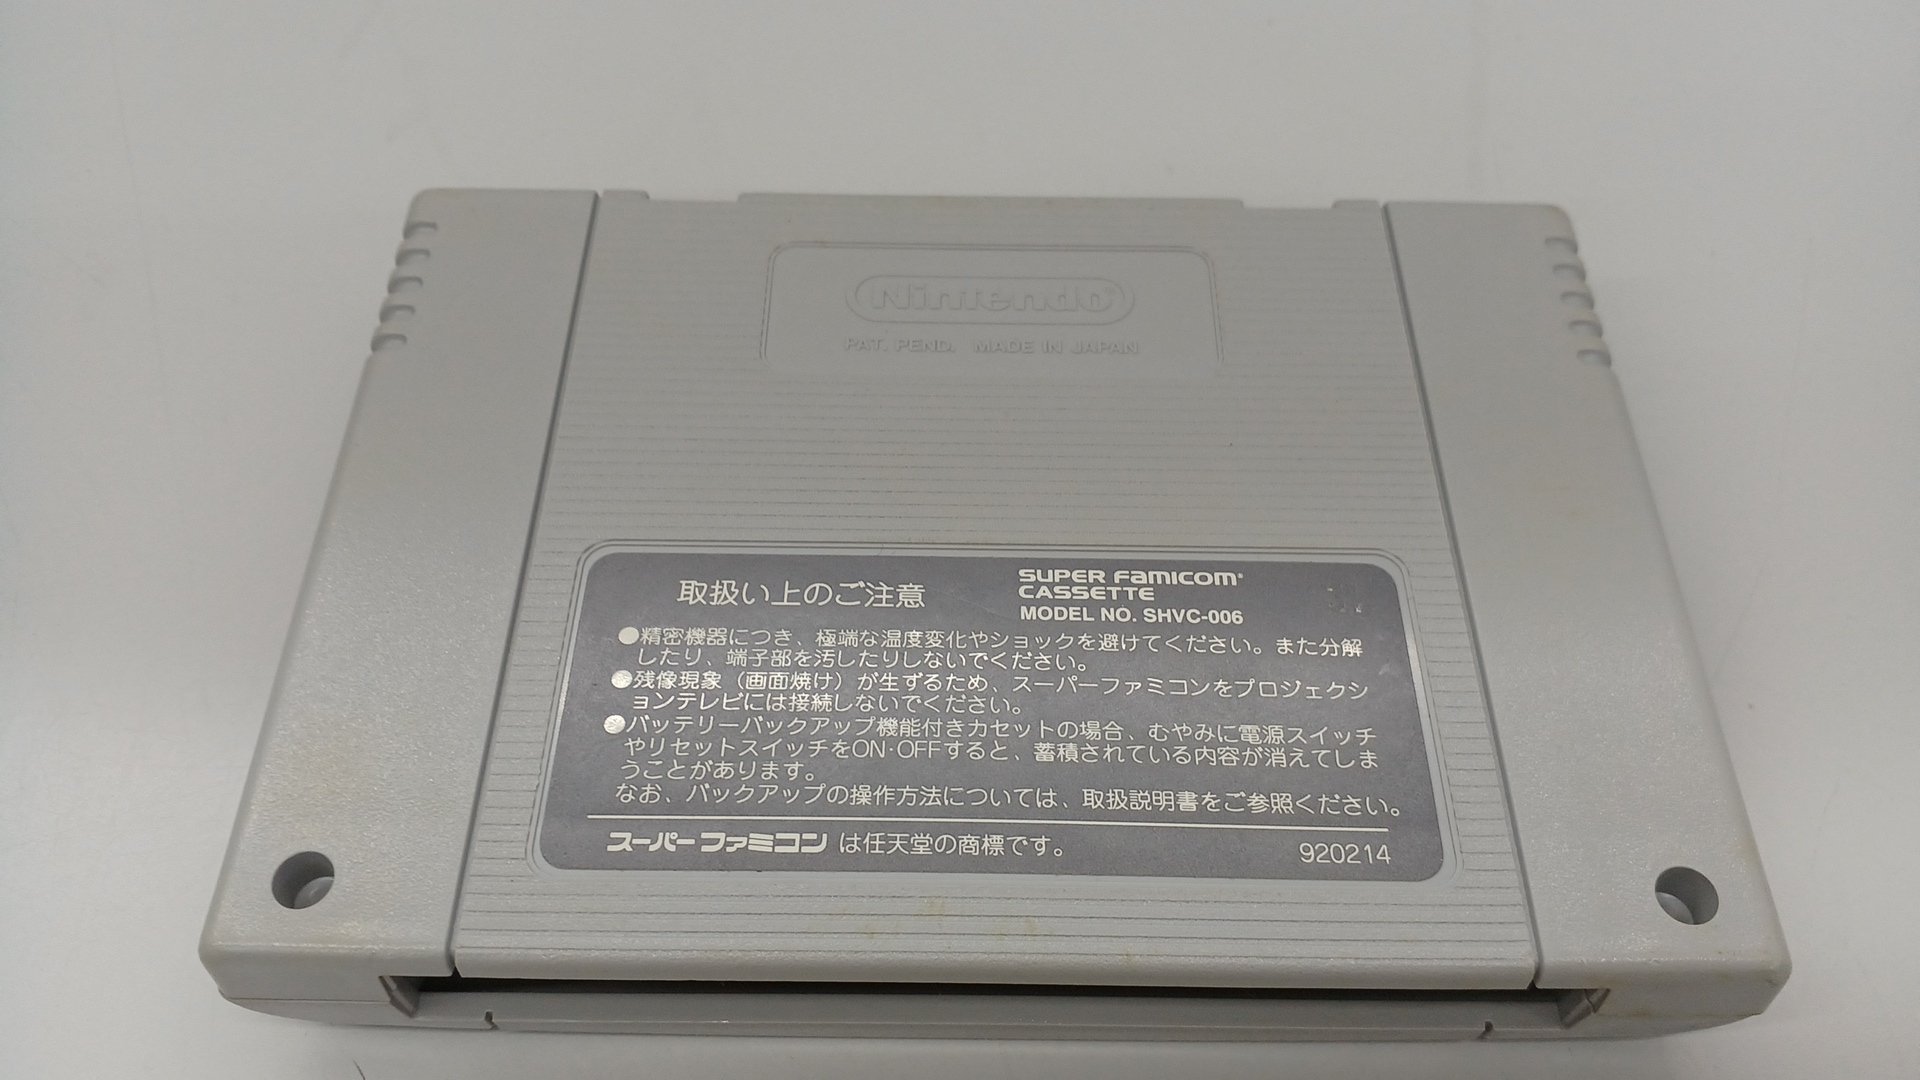 Nintendo®
PAT. PEND. MADE IN JAPAN
取扱い上のご注意
SUPER FAMICOM®
CASSETTE
MODEL NO. SHVC-006
●精密機器につき、極端な温度変化やショックを避けてください。また分解
したり、端子部を汚したりしないでください。
●残像現象（画面焼け）が生ずるため、スーパーファミコンをプロジェクシ
ョンテレビには接続しないでください。
●バッテリーバックアップ機能付きカセットの場合、むやみに電源スイッチ
やリセットスイッチをON・OFFすると、蓄積されている内容が消えてしま
うことがあります。
なお、バックアップの操作方法については、取扱説明書をご参照ください。
スーパーファミコン は任天堂の商標です。
920214